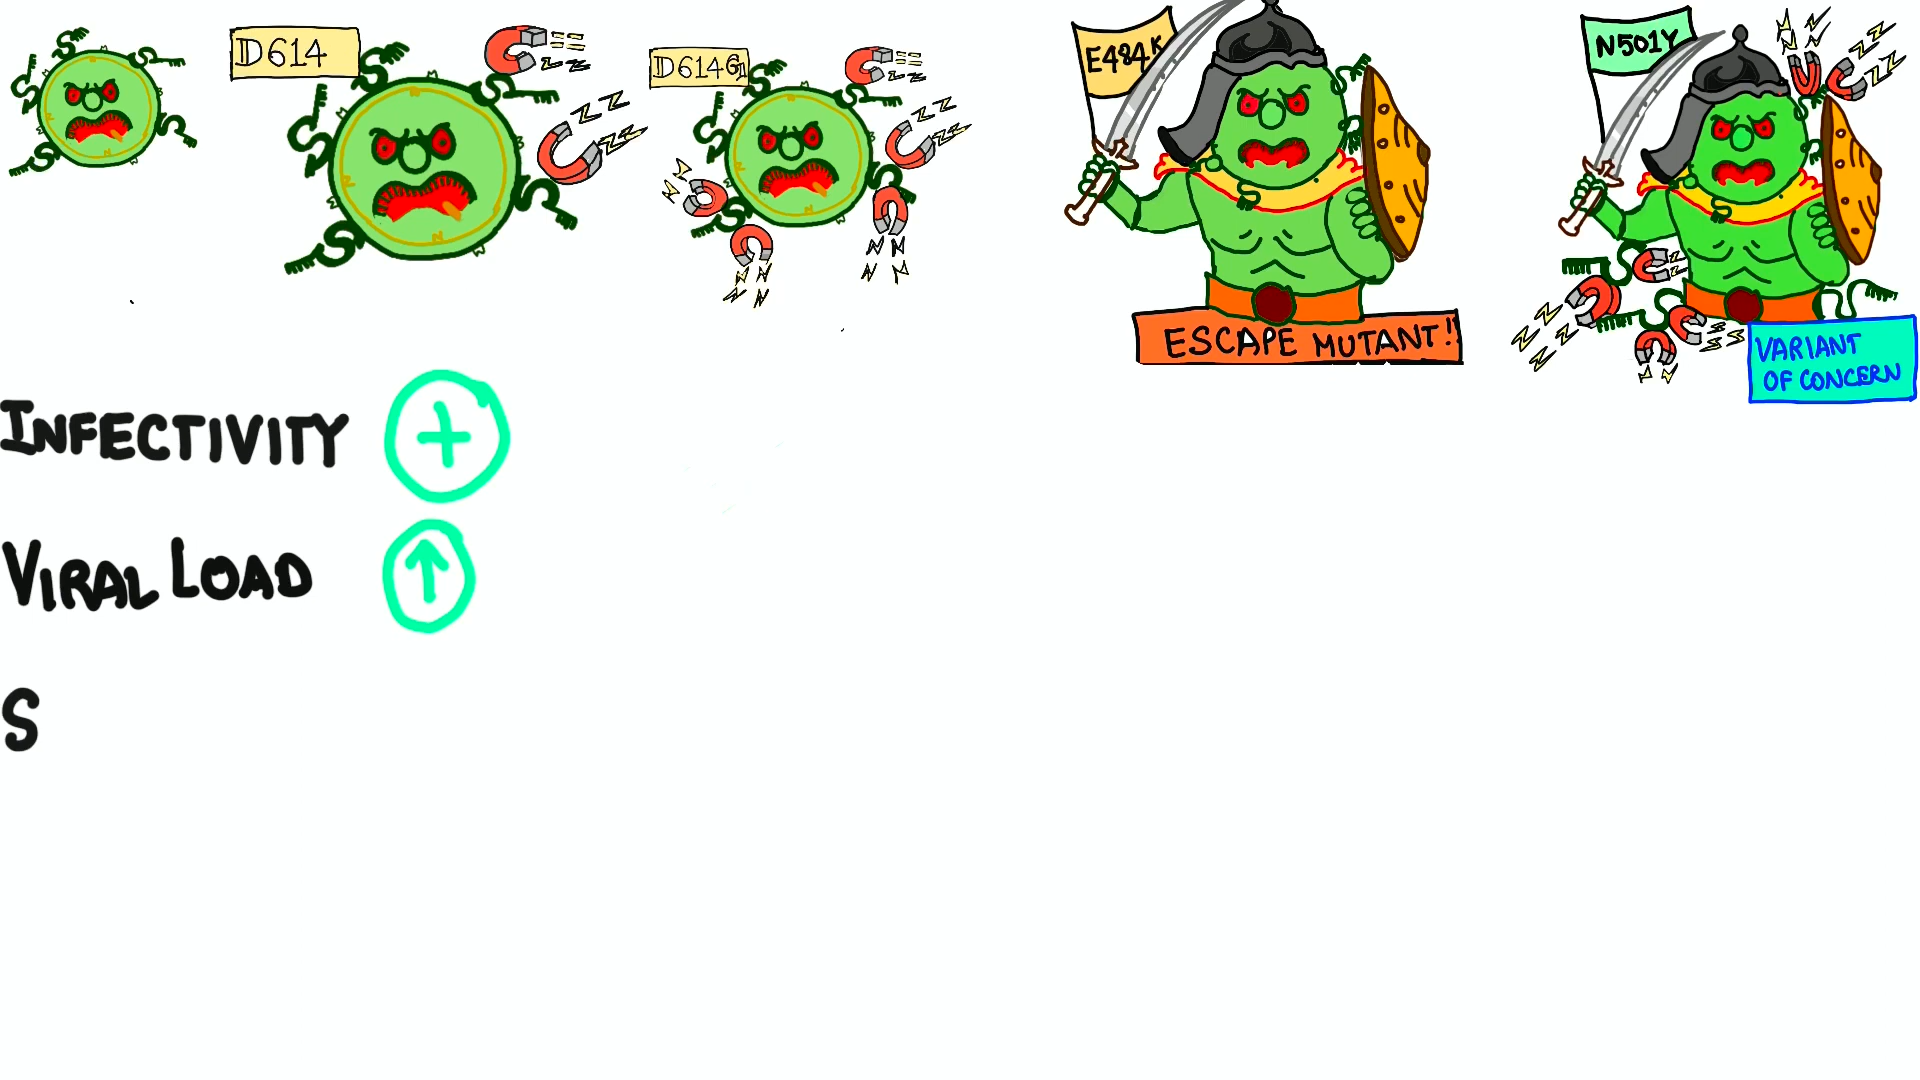 D614
D614G
E484K
N501Y
ESCAPE MUTANT!!
VARIANT
OF CONCERN
INFECTIVITY +
VIRAL LOAD ↑
S